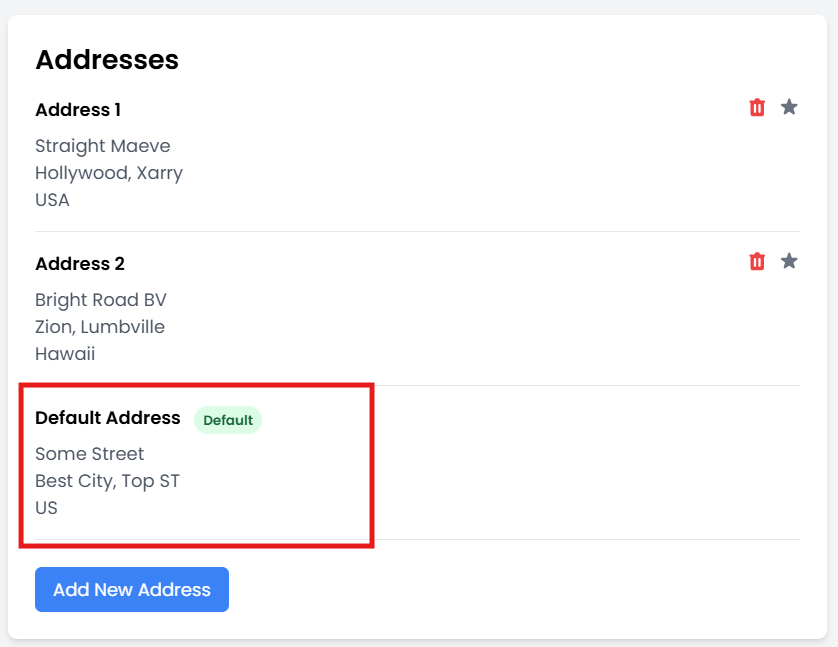 Addresses
Address 1
Straight Maeve
Hollywood, Xarry
USA
Address 2
Bright Road BV
Zion, Lumbville
Hawaii
Default Address Default
Some Street
Best City, Top ST
US
Add New Address